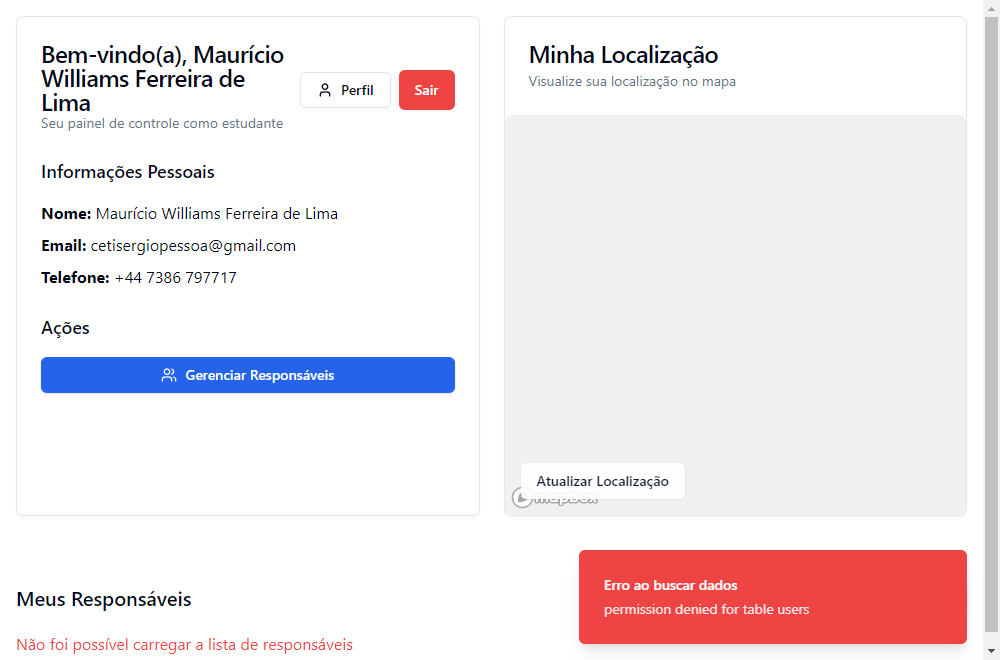 Bem-vindo(a), Maurício
Williams Ferreira de
Lima
Seu painel de controle como estudante
Perfil
Sair
Informações Pessoais
Nome: Maurício Williams Ferreira de Lima
Email: cetisergiopessoa@gmail.com
Telefone: +44 7386 797717
Ações
Gerenciar Responsáveis
Minha Localização
Visualize sua localização no mapa
Atualizar Localização
mapbox
Meus Responsáveis
Não foi possível carregar a lista de responsáveis
Erro ao buscar dados
permission denied for table users